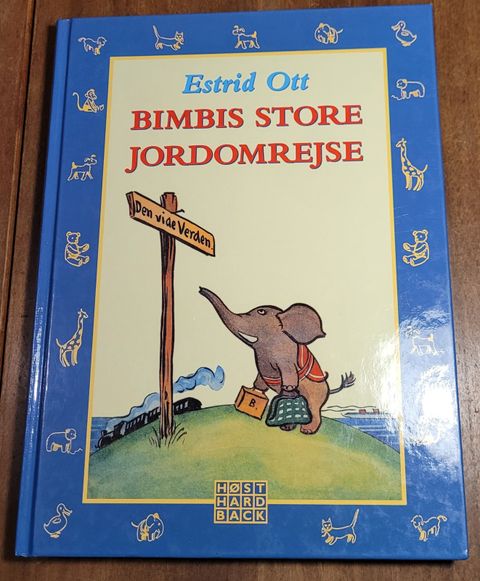 Estrid Ott
BIMBIS STORE
JORDOMREJSE
Den vide Verden.
B.
HØST
HARD
BACK